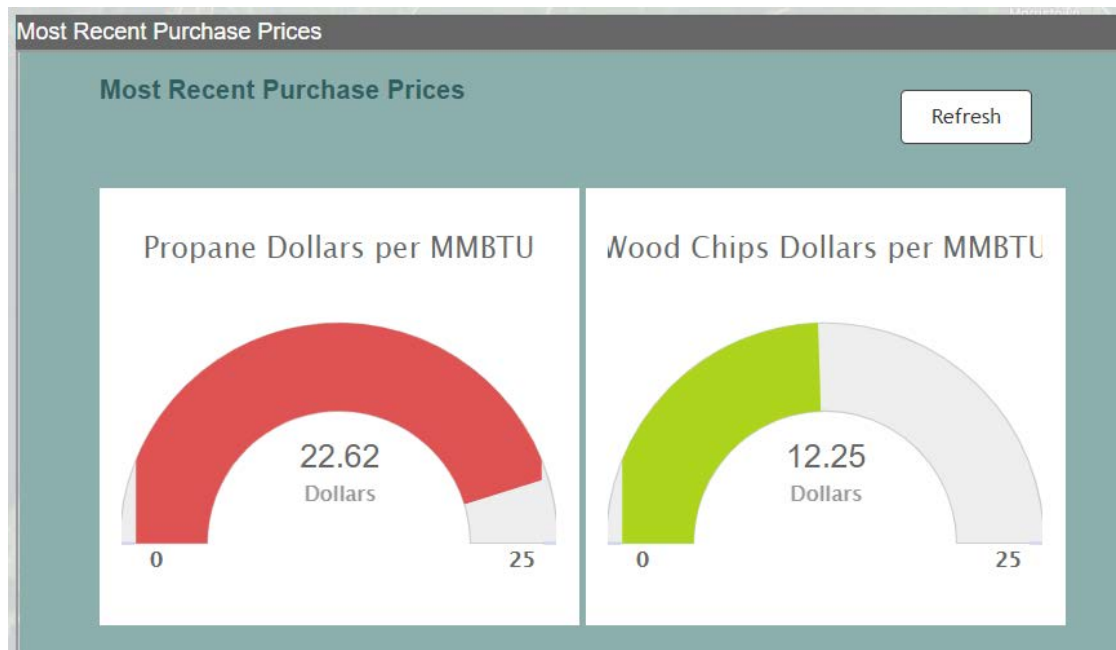 Most Recent Purchase Prices
Most Recent Purchase Prices
Refresh
Propane Dollars per MMBTU
22.62
Dollars
0
25
Wood Chips Dollars per MMBTU
12.25
Dollars
0
25